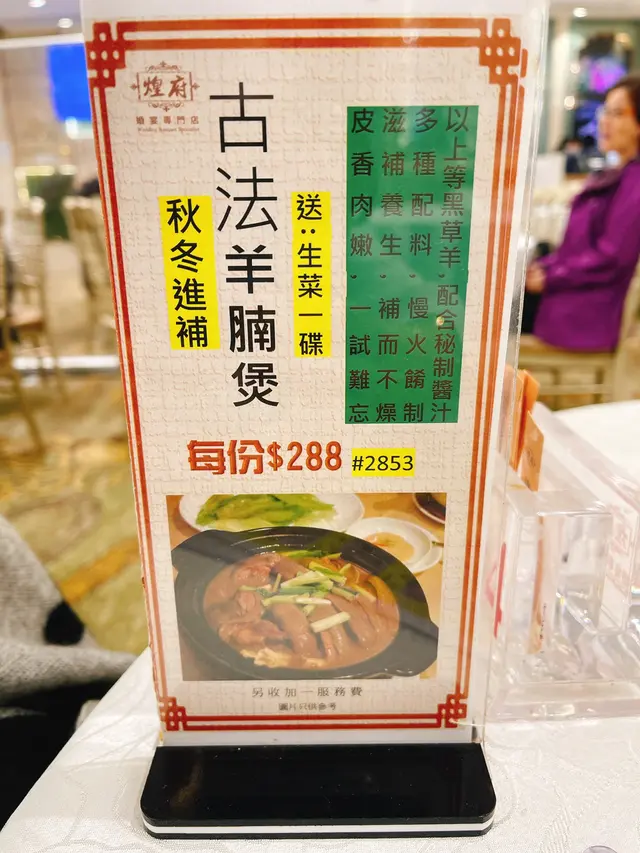 煌府
婚宴專門店
Wedding Banquet Specialist
古法羊腩煲
秋冬進補
送:生菜一碟
以上等黑草羊,配合秘制醬汁
多種配料,慢火餚制
滋補養生,補而不燥
皮香肉嫩,一試難忘
每份$288 #2853
另收加一服務費
圖片只供參考